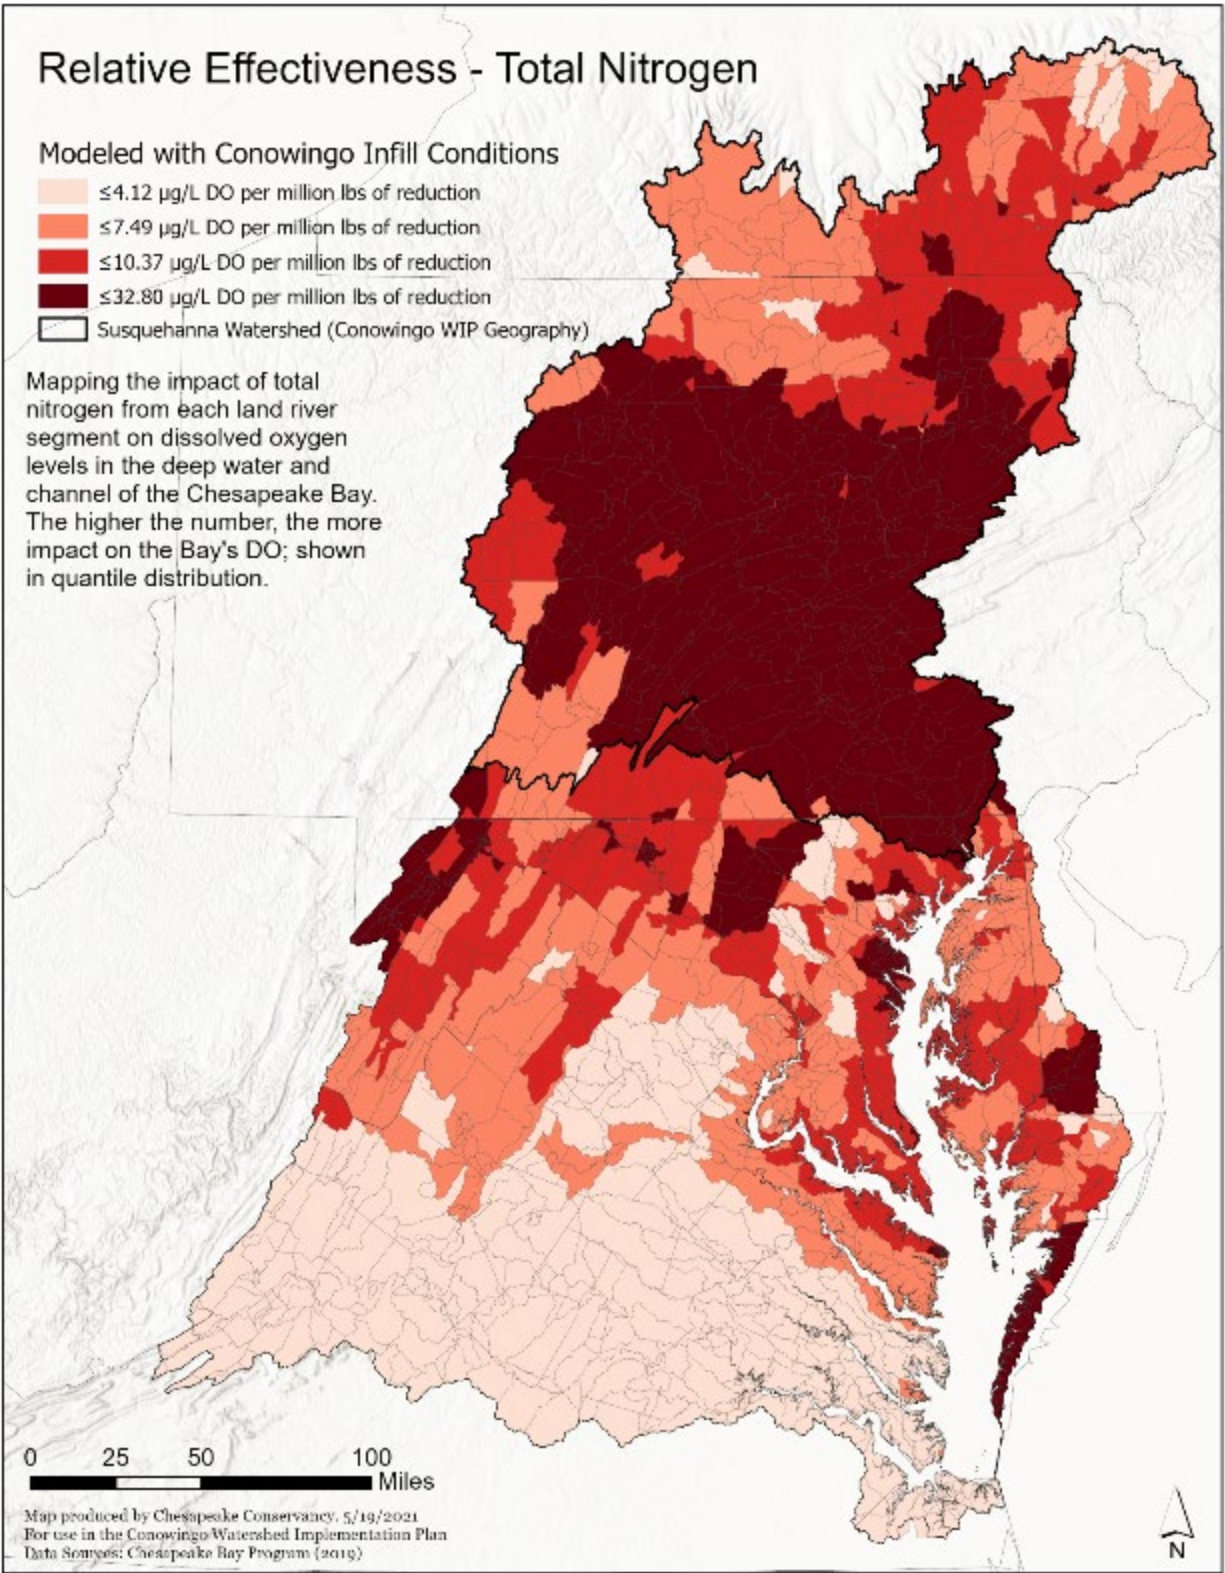 Relative Effectiveness - Total Nitrogen
Modeled with Conowingo Infill Conditions
≤4.12 µg/L DO per million lbs of reduction
≤7.49 µg/L DO per million lbs of reduction
≤10.37 µg/L DO per million lbs of reduction
≤32.80 µg/L DO per million lbs of reduction
Susquehanna Watershed (Conowingo WIP Geography)
Mapping the impact of total
nitrogen from each land river
segment on dissolved oxygen
levels in the deep water and
channel of the Chesapeake Bay.
The higher the number, the more
impact on the Bay's DO; shown
in quantile distribution.
0 25 50 100
Miles
Map produced by Chesapeake Conservancy. 5/19/2021
For use in the Conowingo Watershed Implementation Plan
Data Sources: Chesapeake Bay Program (2019)
N